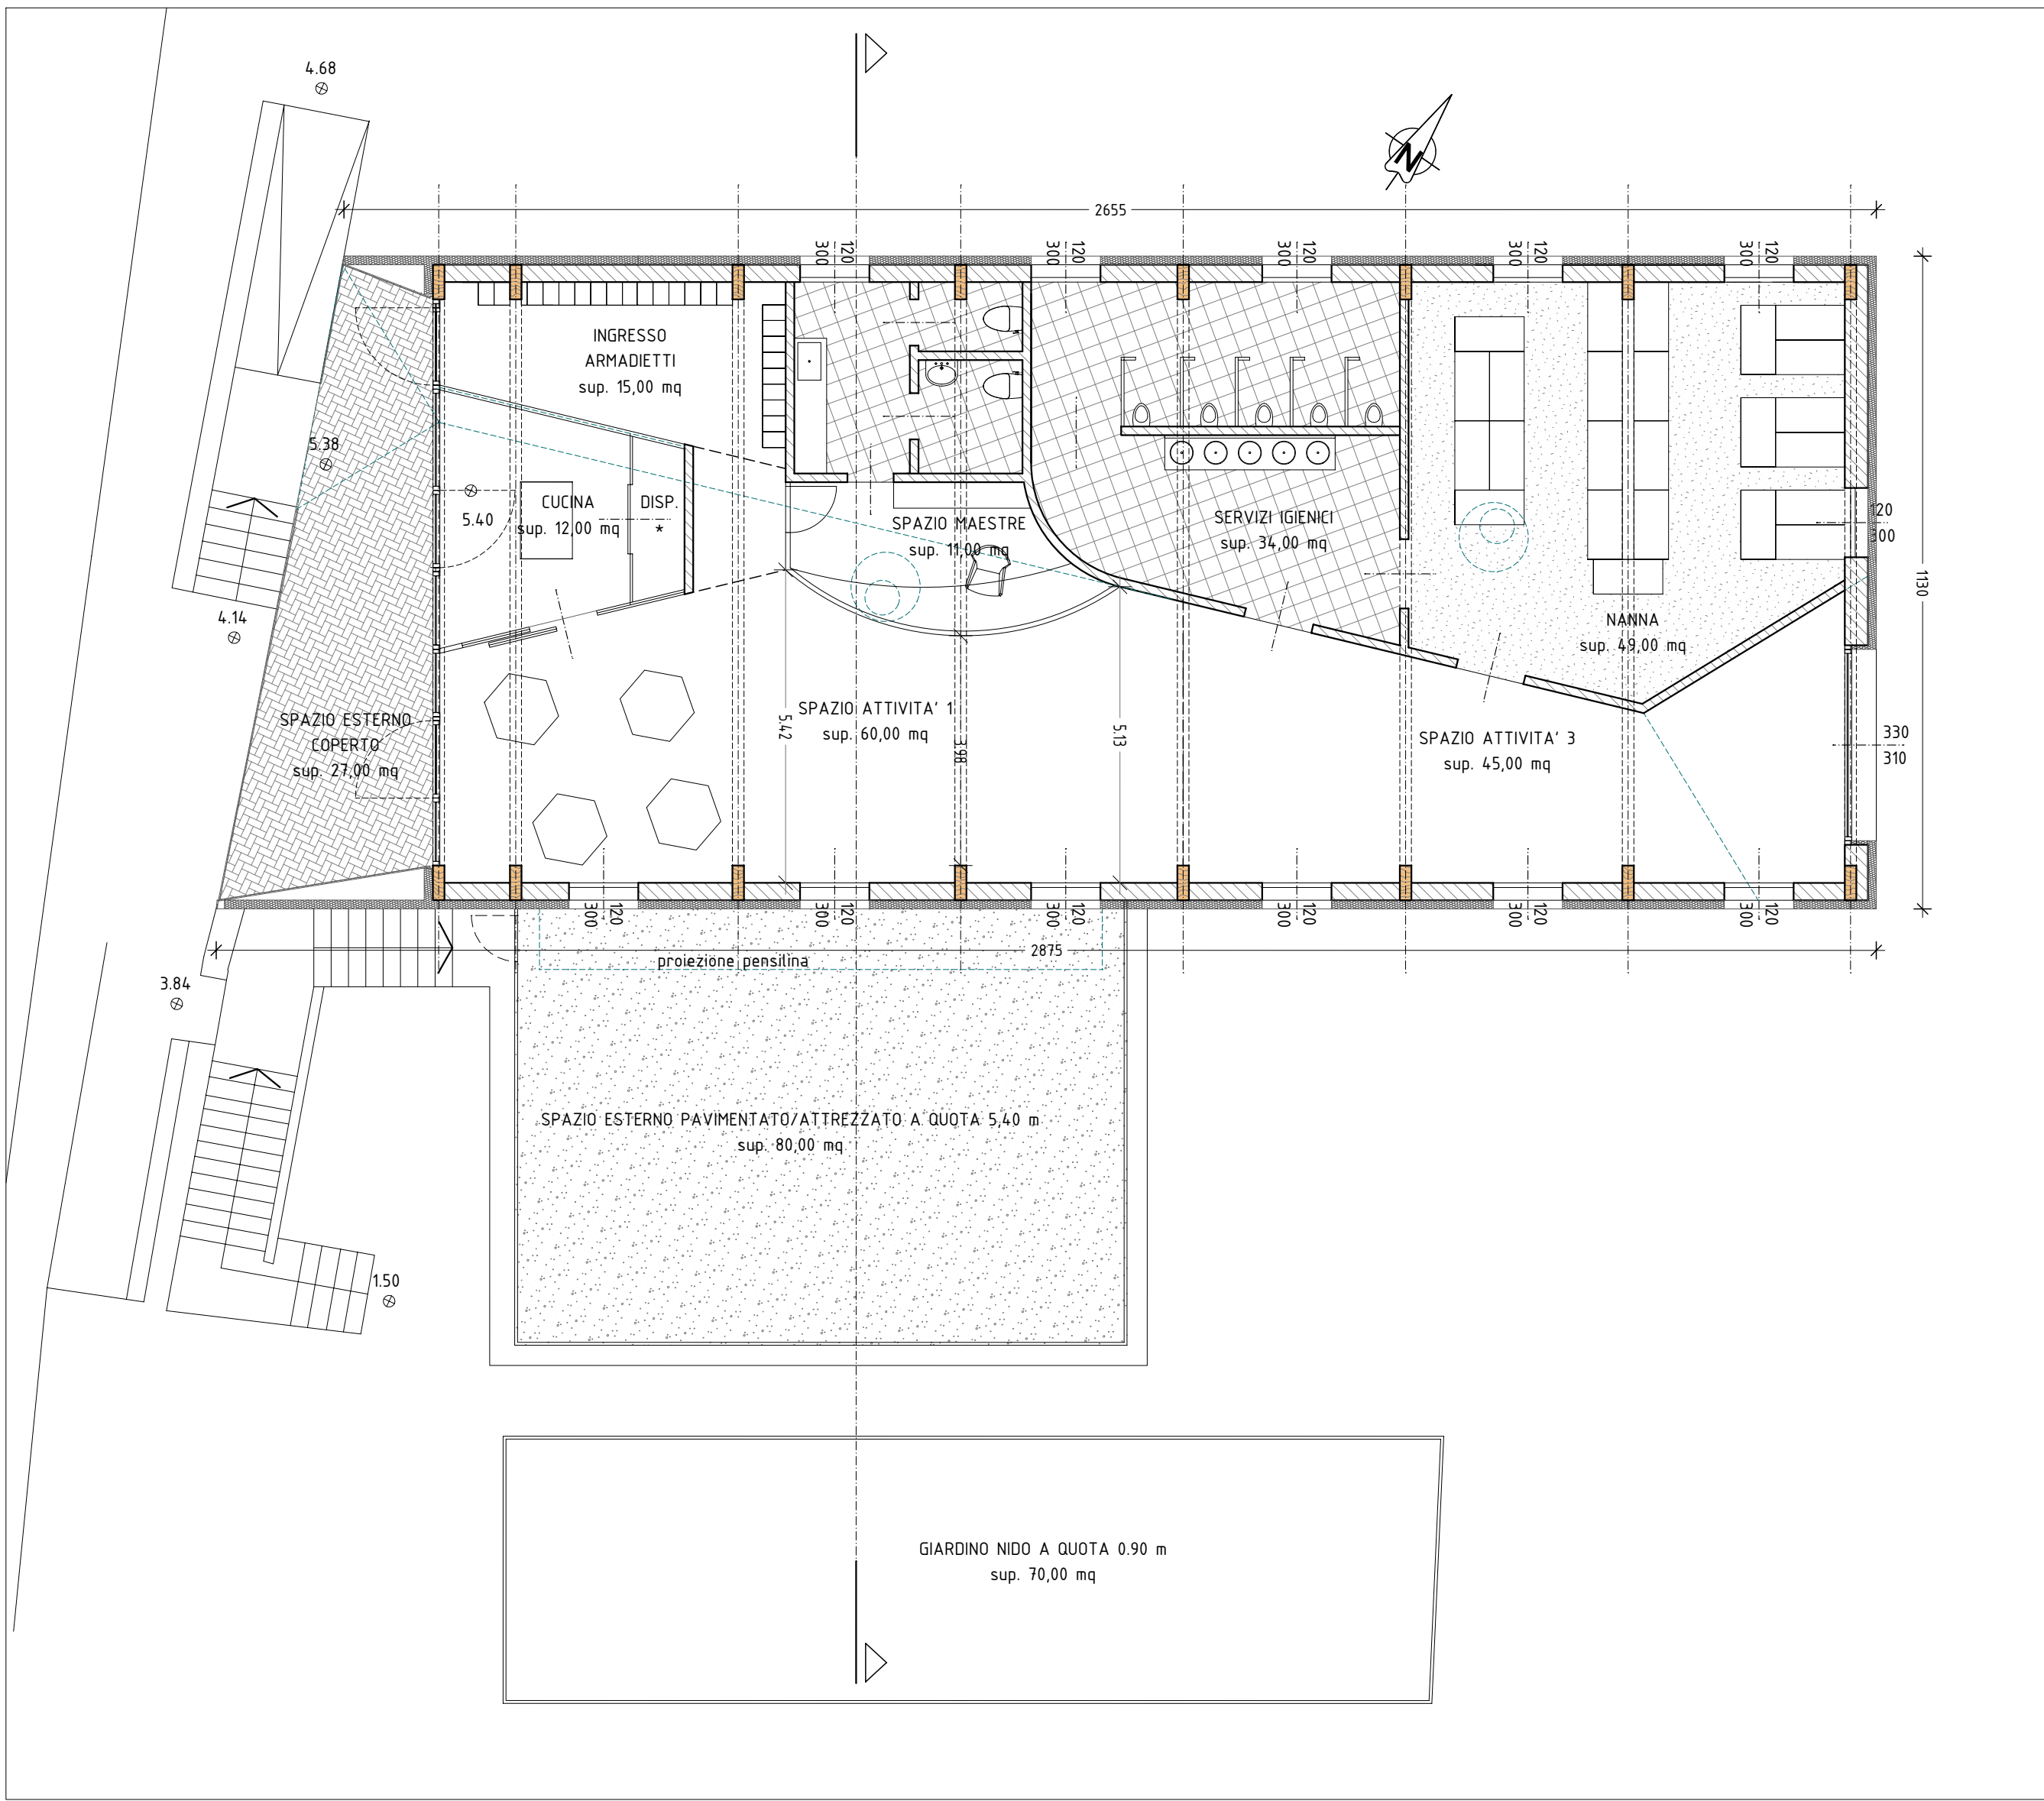 4.68
N
2655
300
120
300
120
300
120
300
120
300
120
INGRESSO
ARMADIETTI
sup. 15,00 mq
5.38
5.40
CUCINA
sup. 12,00 mq
DISP.
*
SPAZIO MAESTRE
sup. 11,00 mq
SERVIZI IGIENICI
sup. 34,00 mq
120
300
1130
4.14
NANNA
sup. 49,00 mq
SPAZIO ESTERNO
COPERTO
sup. 27,00 mq
5.42
SPAZIO ATTIVITA' 1
sup. 60,00 mq
3.98
5.13
SPAZIO ATTIVITA' 3
sup. 45,00 mq
330
310
300
120
300
120
300
120
300
120
300
120
300
120
2875
proiezione pensilina
3.84
SPAZIO ESTERNO PAVIMENTATO/ATTREZZATO A QUOTA 5,40 m
sup. 80,00 mq
1.50
GIARDINO NIDO A QUOTA 0.90 m
sup. 70,00 mq